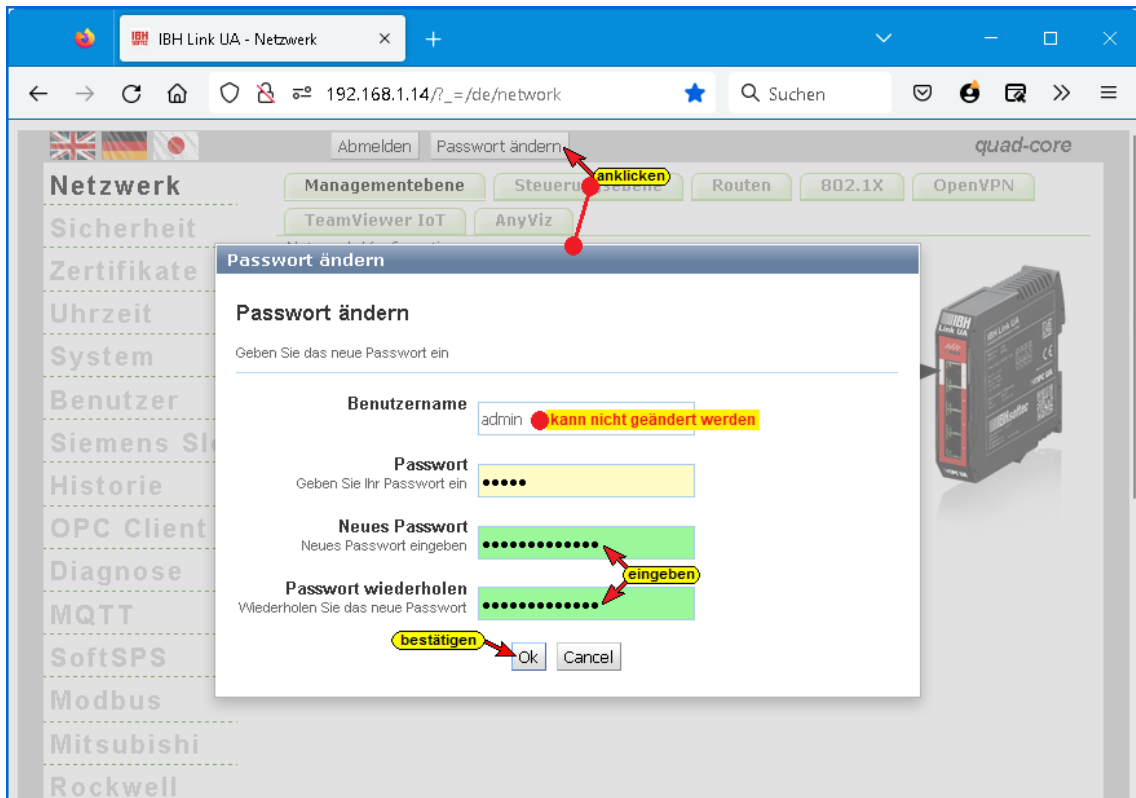 IBH Link UA - Netzwerk
192.168.1.14/?_=/de/network
Suchen
Abmelden
Passwort ändern
quad-core
anklicken
Netzwerk
Sicherheit
Zertifikate
Uhrzeit
System
Benutzer
Historie
OPC Client
Diagnose
MQTT
SoftSPS
Modbus
Mitsubishi
Rockwell
Managementebene
Routen
802.1X
OpenVPN
TeamViewer IoT
AnyViz
Passwort ändern
Passwort ändern
Geben Sie das neue Passwort ein
Benutzername
admin
kann nicht geändert werden
Passwort
Geben Sie Ihr Passwort ein
•••••
Neues Passwort
Neues Passwort eingeben
•••••••••••••
eingeben
Passwort wiederholen
Wiederholen Sie das neue Passwort
•••••••••••••
bestätigen
Ok
Cancel
IBH
Link UA
IBHsoftec